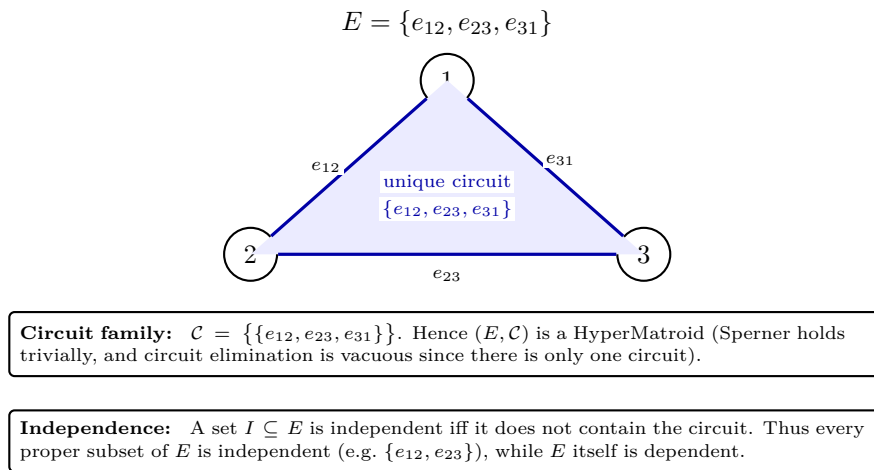 E = {e₁₂, e₂₃, e₃₁}
1
e₁₂
e₃₁
unique circuit
{e₁₂, e₂₃, e₃₁}
2
3
e₂₃
Circuit family: 𝒞 = {{e₁₂, e₂₃, e₃₁}}. Hence (E, 𝒞) is a HyperMatroid (Sperner holds
trivially, and circuit elimination is vacuous since there is only one circuit).
Independence: A set I ⊆ E is independent iff it does not contain the circuit. Thus every
proper subset of E is independent (e.g. {e₁₂, e₂₃}), while E itself is dependent.